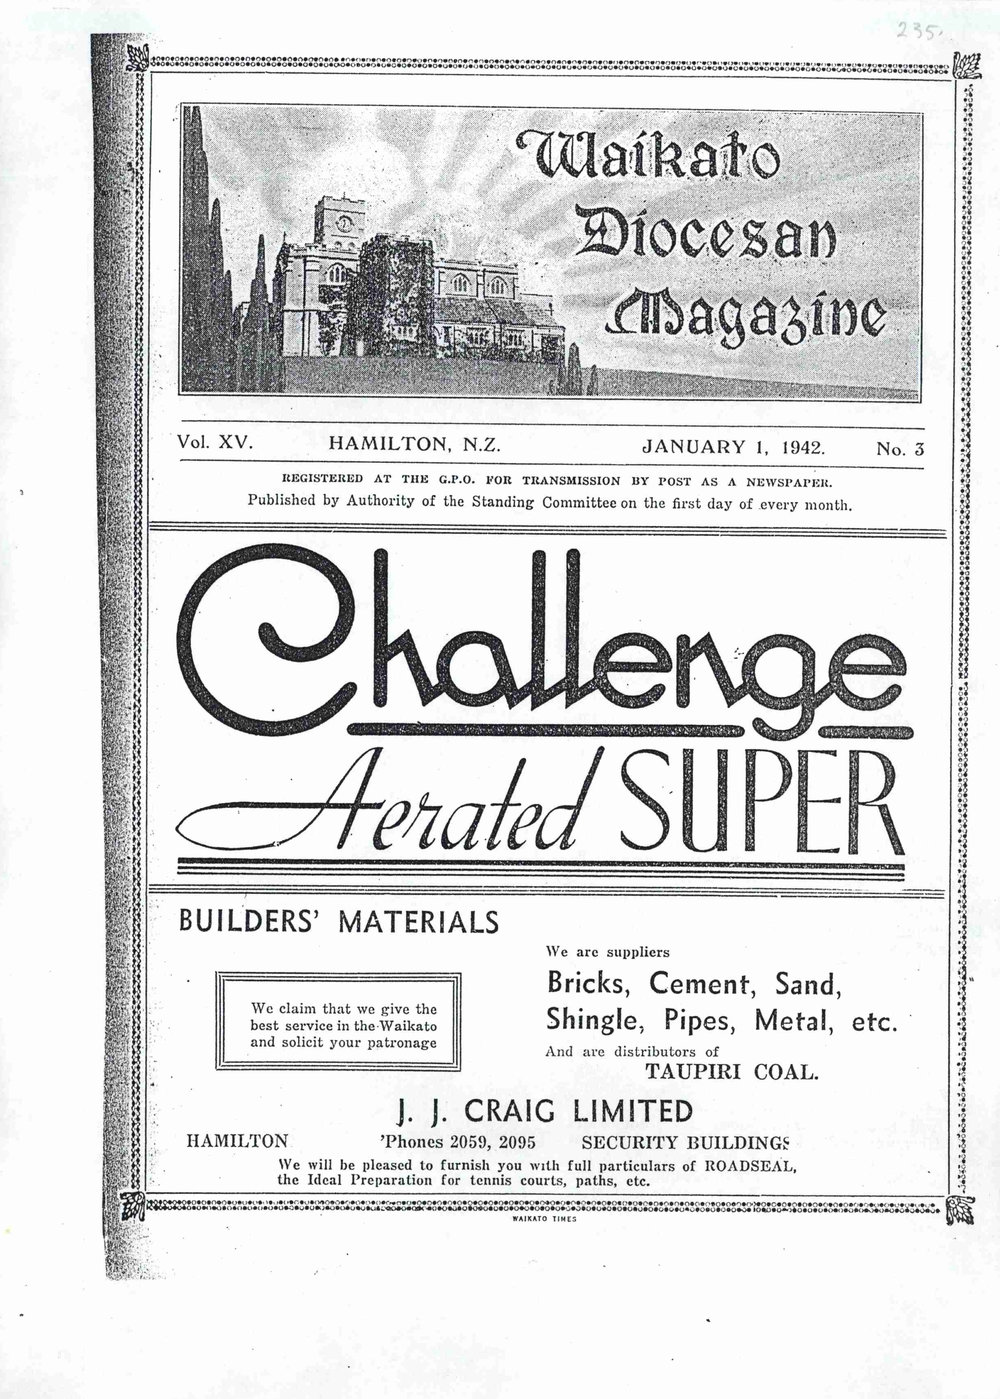 235.
Waikato
Diocesan
Magazine
Vol. XV. HAMILTON, N.Z. JANUARY 1, 1942. No. 3
REGISTERED AT THE G.P.O. FOR TRANSMISSION BY POST AS A NEWSPAPER.
Published by Authority of the Standing Committee on the first day of every month.
Challenge
Aerated SUPER
BUILDERS' MATERIALS
We claim that we give the
best service in the Waikato
and solicit your patronage
We are suppliers
Bricks, Cement, Sand,
Shingle, Pipes, Metal, etc.
And are distributors of
TAUPIRI COAL.
J. J. CRAIG LIMITED
HAMILTON 'Phones 2059, 2095 SECURITY BUILDINGS
We will be pleased to furnish you with full particulars of ROADSEAL,
the Ideal Preparation for tennis courts, paths, etc.
WAIKATO TIMES